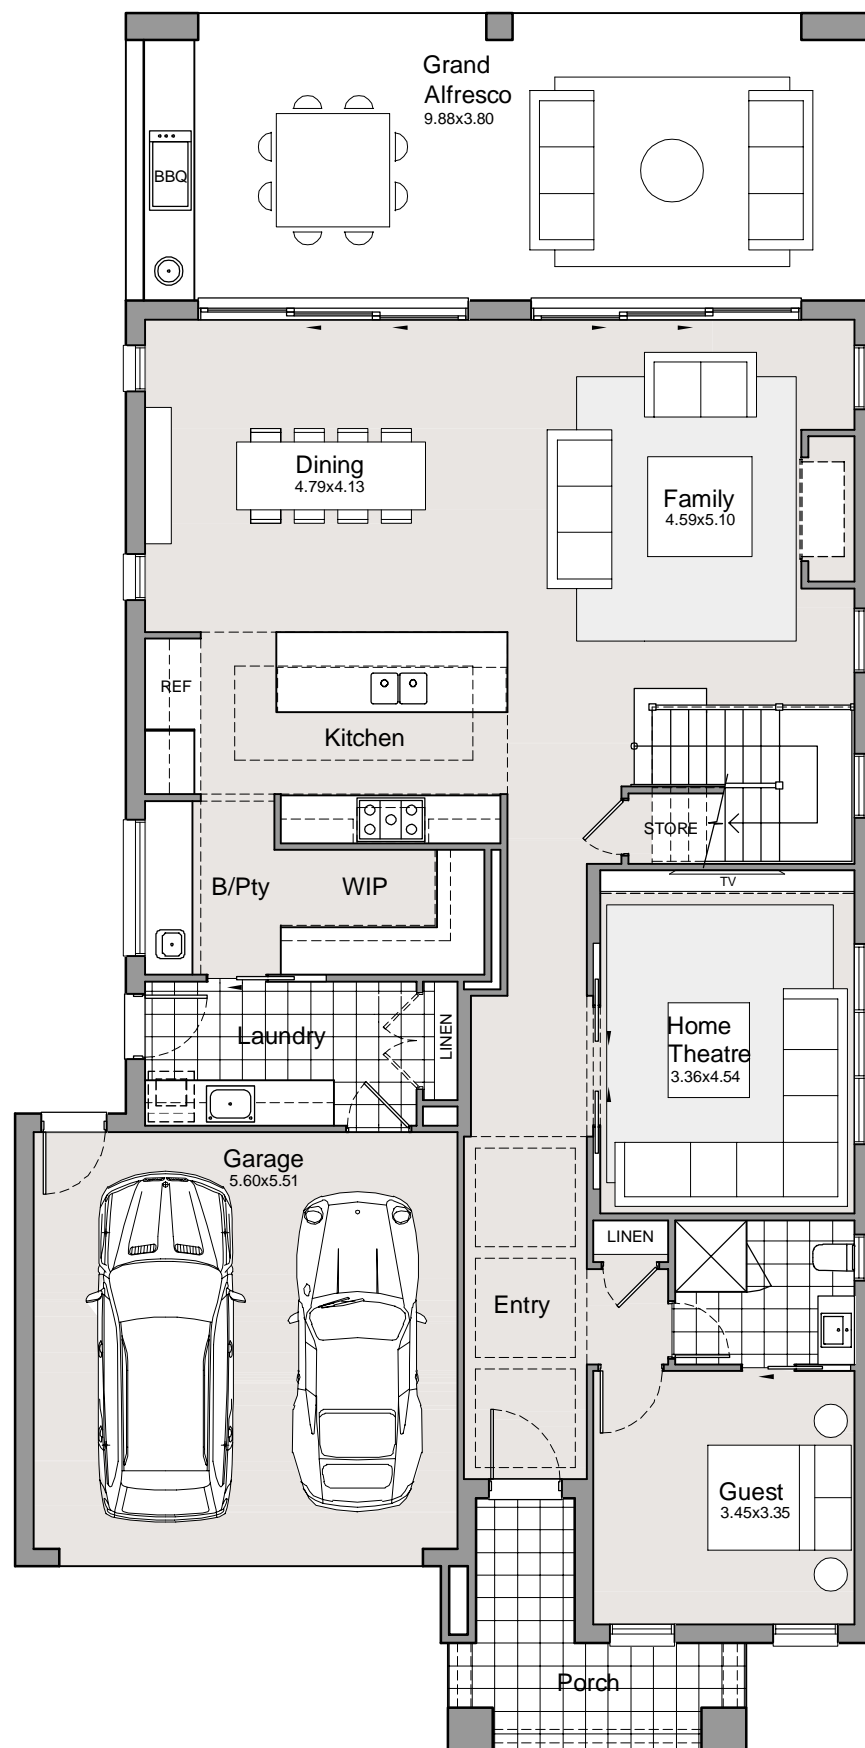 Grand
Alfresco
9.88x3.80
BBQ
Dining
4.79x4.13
Family
4.59x5.10
REF
Kitchen
STORE
TV
B/Pty
WIP
Laundry
LINEN
Home
Theatre
3.36x4.54
Garage
5.60x5.51
LINEN
Entry
Guest
3.45x3.35
Porch